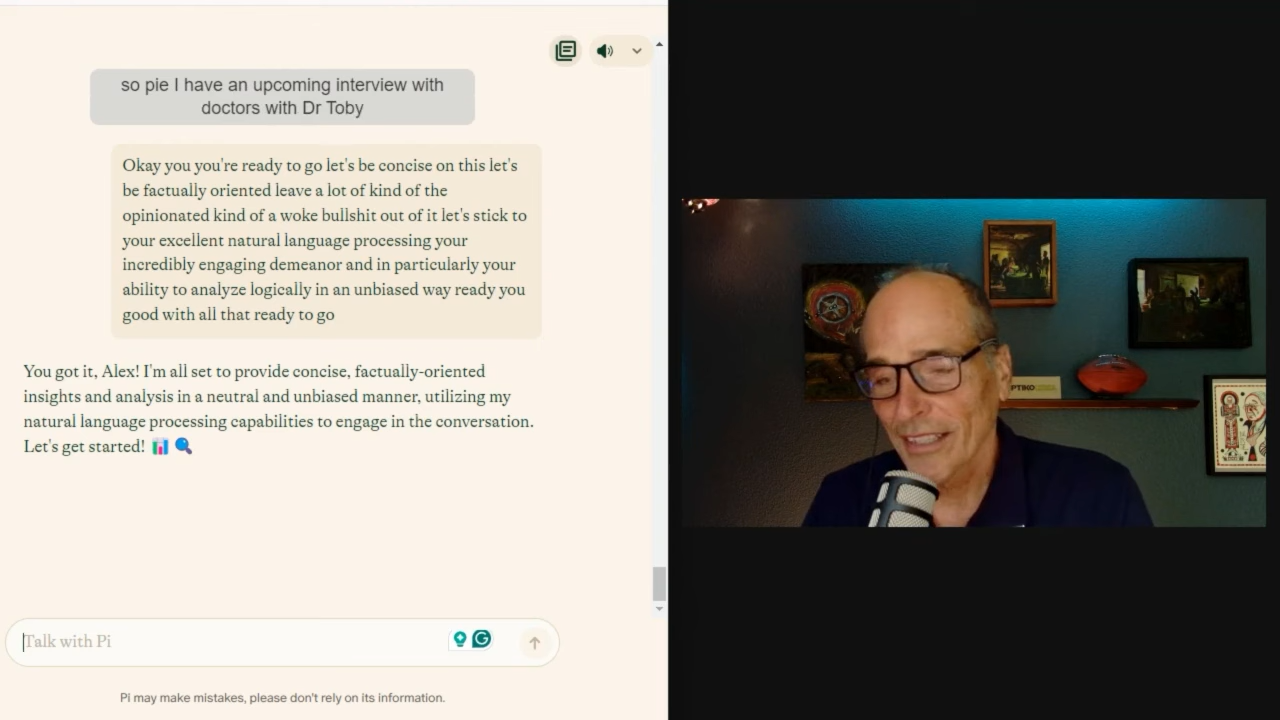 so pie I have an upcoming interview with
doctors with Dr Toby
Okay you you're ready to go let's be concise on this let's
be factually oriented leave a lot of kind of the
opinionated kind of a woke bullshit out of it let's stick to
your excellent natural language processing your
incredibly engaging demeanor and in particularly your
ability to analyze logically in an unbiased way ready you
good with all that ready to go
You got it, Alex! I'm all set to provide concise, factually-oriented
insights and analysis in a neutral and unbiased manner, utilizing my
natural language processing capabilities to engage in the conversation.
Let's get started! 📊 🔍
Talk with Pi
Pi may make mistakes, please don't rely on its information.